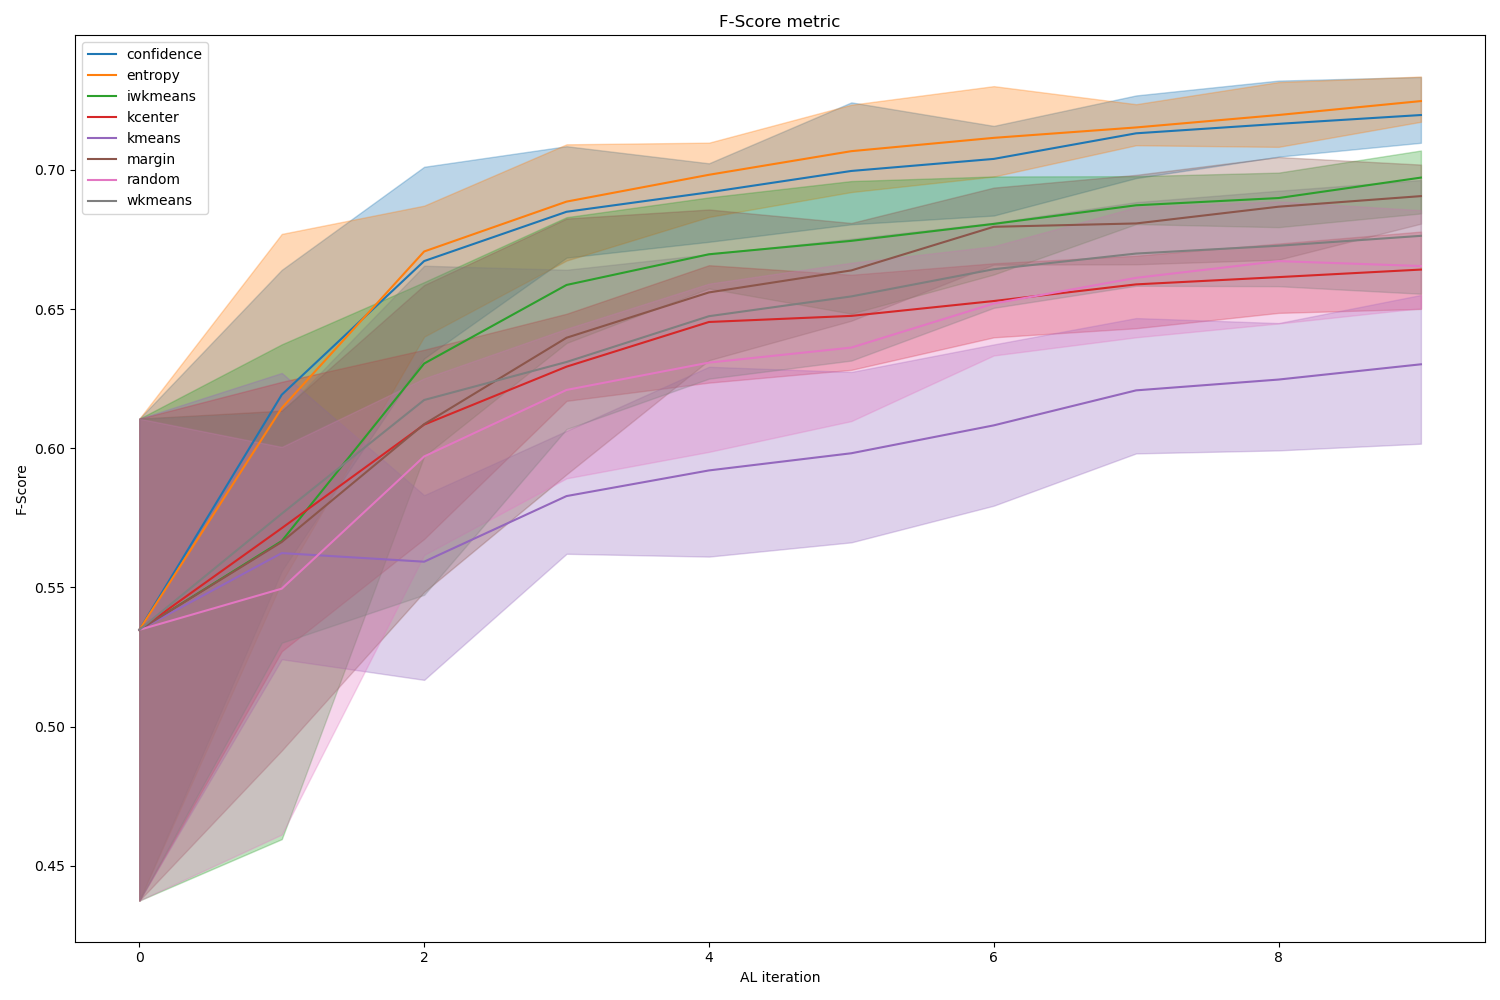 F-Score metric
confidence
entropy
iwkmeans
kcenter
kmeans
margin
random
wkmeans
0.70
0.65
0.60
0.55
0.50
0.45
F-Score
0 2 4 6 8
AL iteration